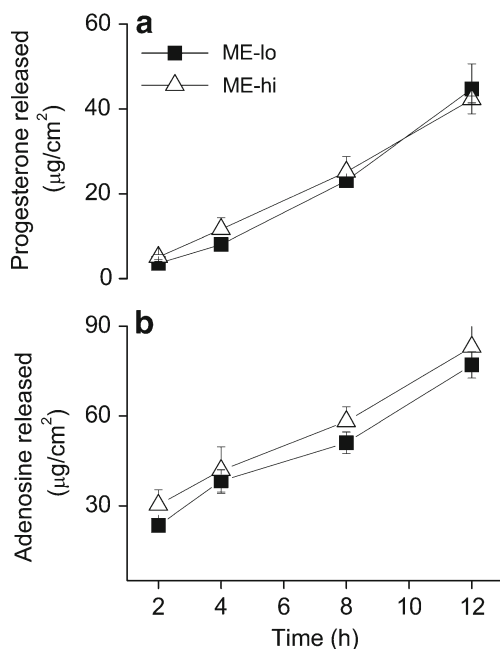 a
ME-lo
ME-hi
Progesterone released
(μg/cm²)
60
40
20
0
b
Adenosine released
(μg/cm²)
90
60
30
2 4 6 8 10 12
Time (h)